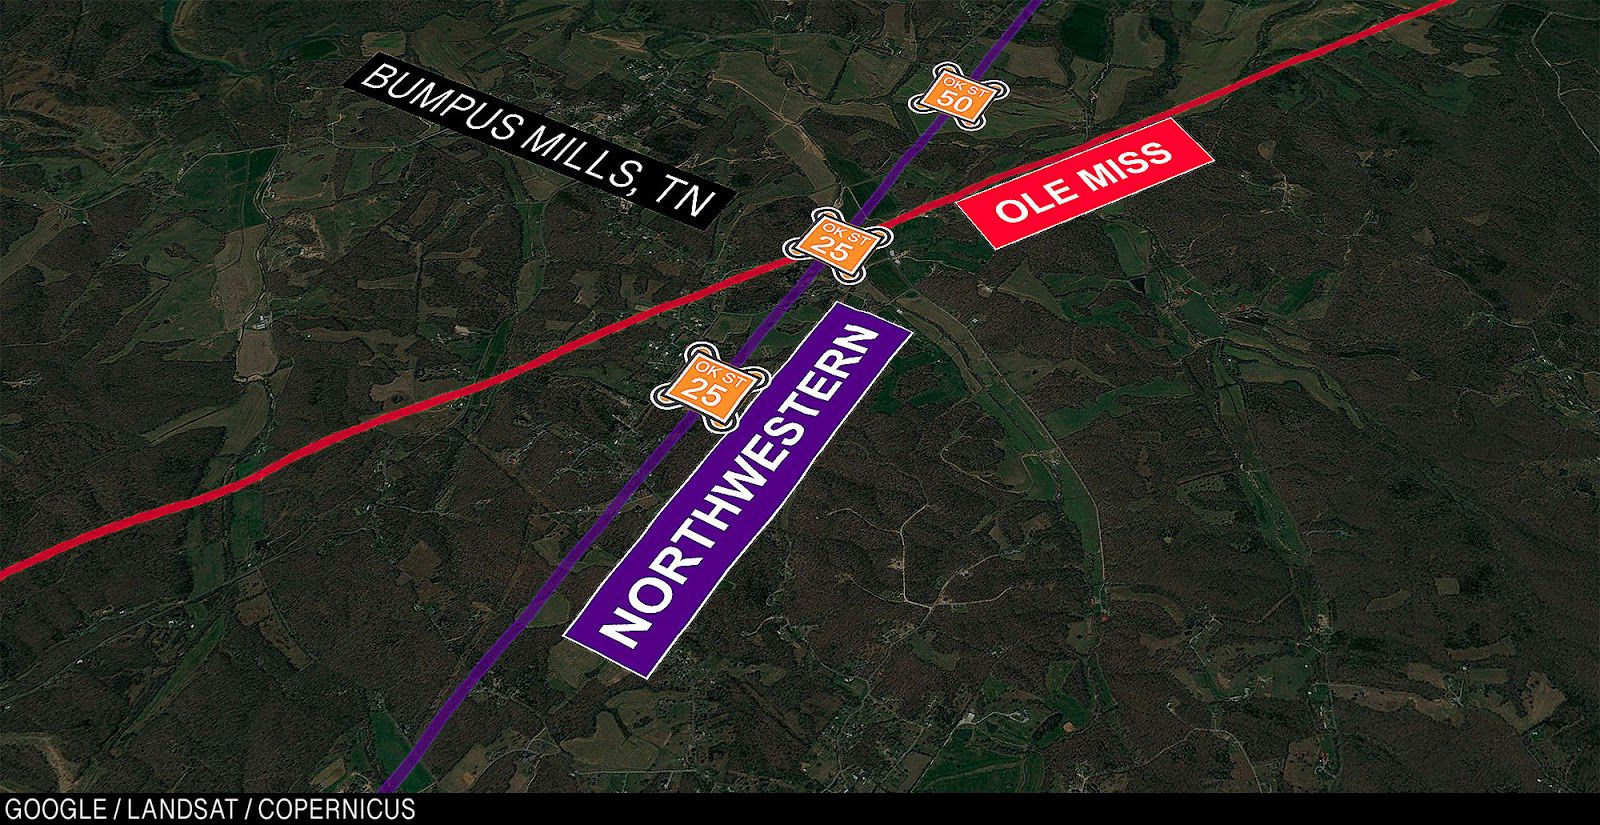 BUMPUS MILLS, TN
OK ST
50
OLE MISS
OK ST
25
OK ST
25
NORTHWESTERN
GOOGLE / LANDSAT / COPERNICUS